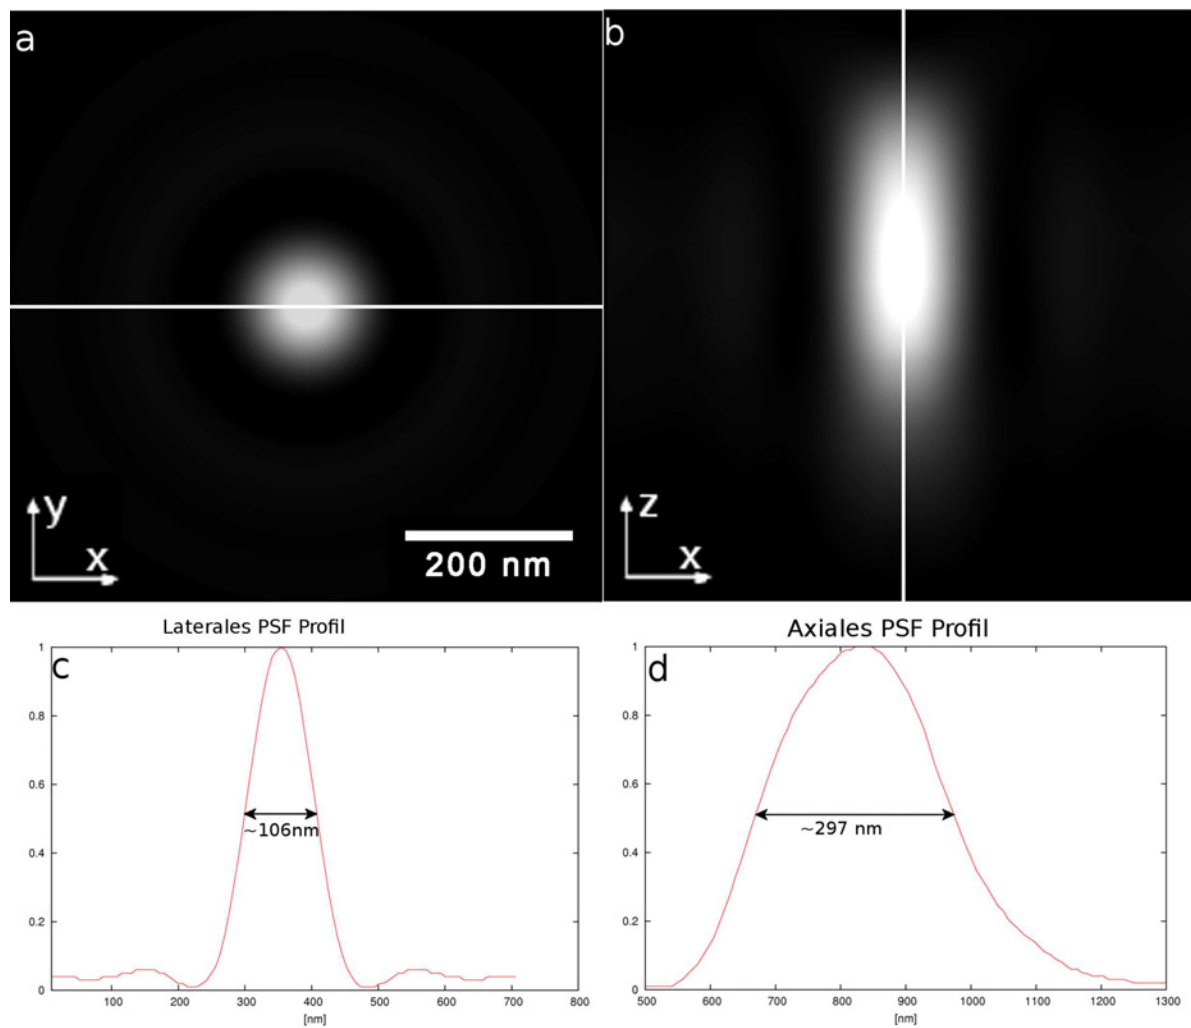 a
b
y
x
200 nm
z
x
Laterales PSF Profil
Axiales PSF Profil
c
1
0.8
0.6
0.4
0.2
0
~106nm
100 200 300 400 500 600 700 800
[nm]
d
1
0.8
0.6
0.4
0.2
0
~297 nm
500 600 700 800 900 1000 1100 1200 1300
[nm]